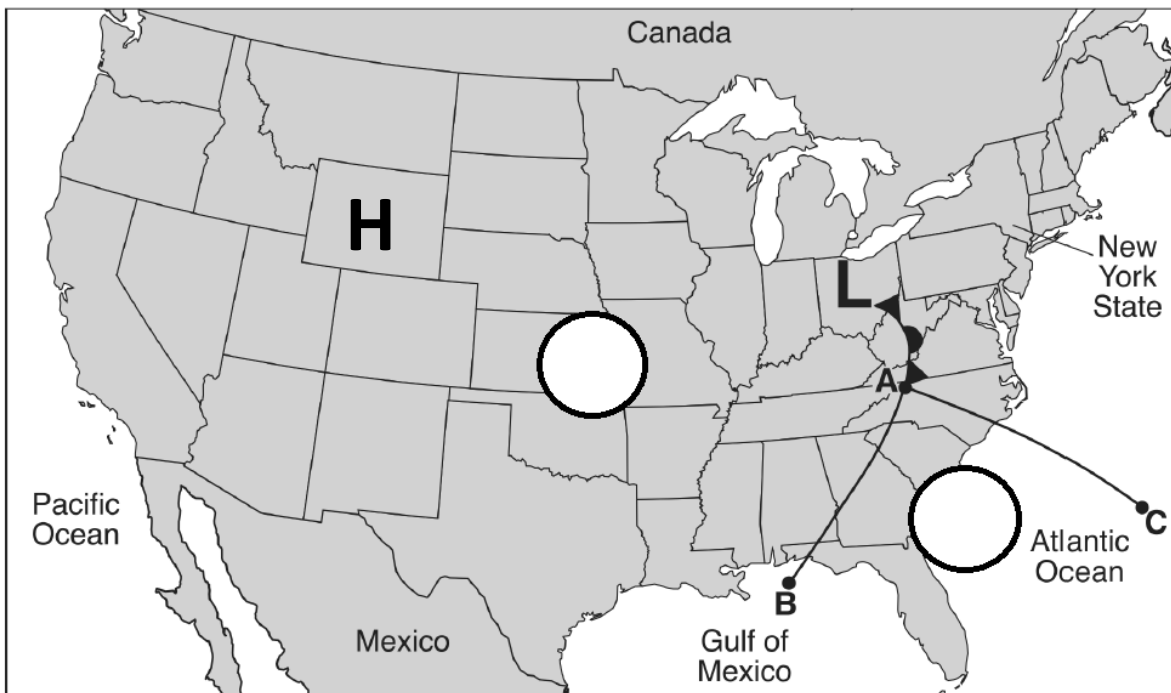 Canada
H
L
New
York
State
A
Pacific
Ocean
C
Atlantic
Ocean
B
Mexico
Gulf of
Mexico